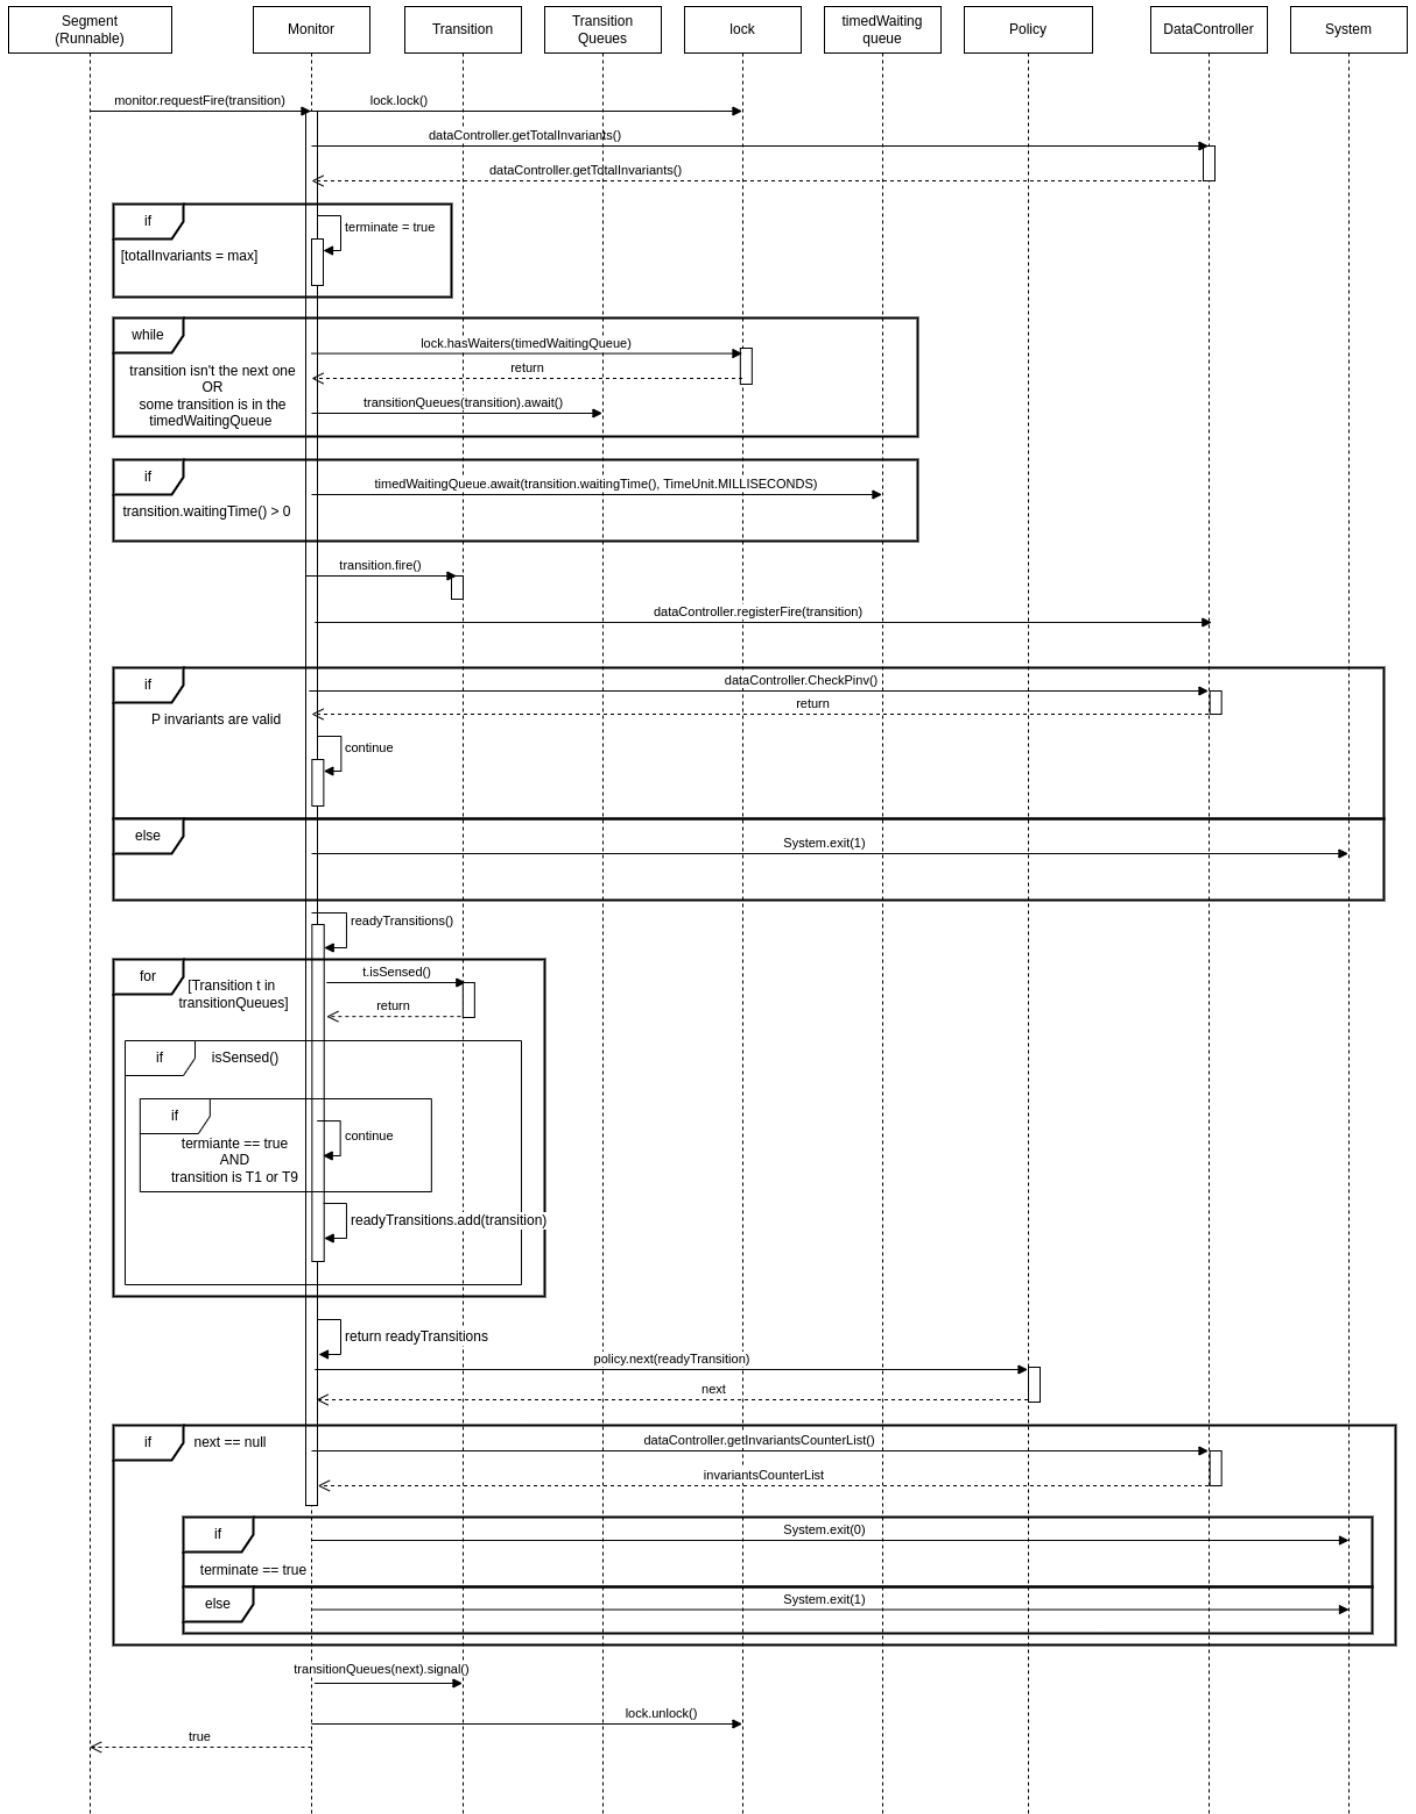 Segment
(Runnable)
Monitor
Transition
Transition
Queues
lock
timedWaiting
queue
Policy
DataController
System
monitor.requestFire(transition)
lock.lock()
dataController.getTotalInvariants()
dataController.getTotalInvariants()
if
terminate = true
[totalInvariants = max]
while
lock.hasWaiters(timedWaitingQueue)
transition isn't the next one
OR
some transition is in the
timedWaitingQueue
return
transitionQueues(transition).await()
if
timedWaitingQueue.await(transition.waitingTime(), TimeUnit.MILLISECONDS)
transition.waitingTime() > 0
transition.fire()
dataController.registerFire(transition)
if
dataController.CheckPinv()
return
P invariants are valid
continue
else
System.exit(1)
readyTransitions()
for
[Transition t in
transitionQueues]
t.isSensed()
return
if
isSensed()
if
termiante == true
AND
transition is T1 or T9
continue
readyTransitions.add(transition)
return readyTransitions
policy.next(readyTransition)
next
if
next == null
dataController.getInvariantsCounterList()
invariantsCounterList
if
System.exit(0)
terminate == true
else
System.exit(1)
transitionQueues(next).signal()
lock.unlock()
true